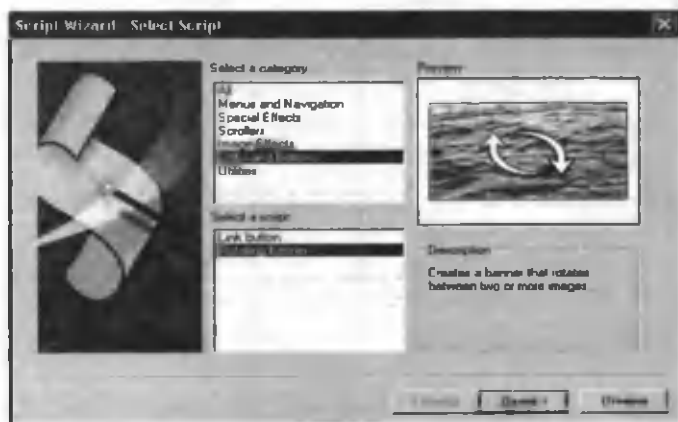 Script Wizard - Select Script
Select a category
All
Menus and Navigation
Special Effects
Scrollers
Image Effects
Utilities
Select a script
Link button
Preview
Description
Creates a banner that rotates
between two or more images